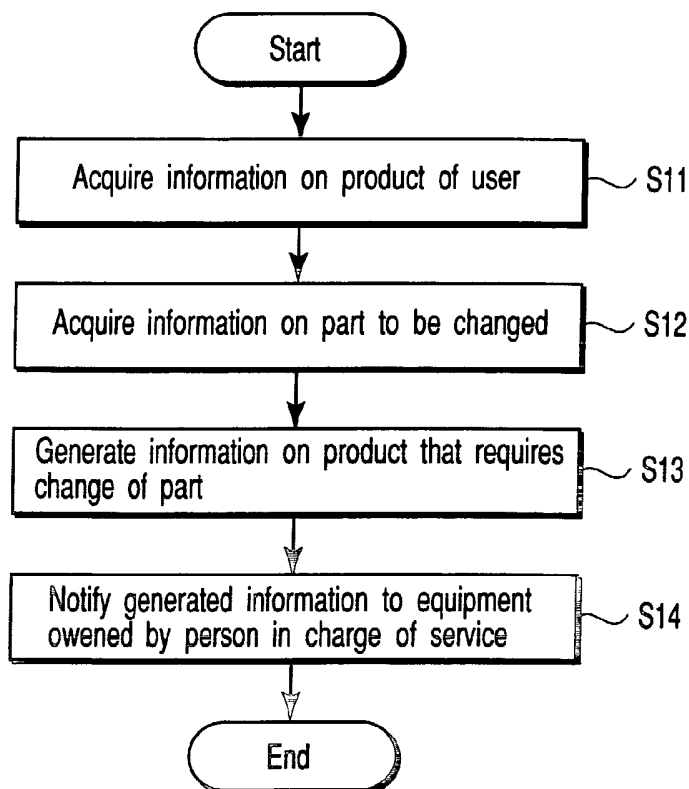 Start
Acquire information on product of user
S11
Acquire information on part to be changed
S12
Generate information on product that requires
change of part
S13
Notify generated information to equipment
owened by person in charge of service
S14
End